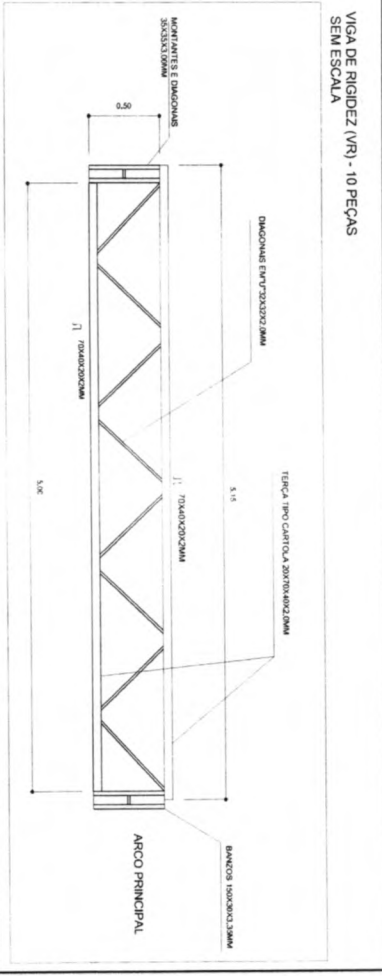 VIGA DE RIGIDEZ (VR) - 10 PEÇAS
SEM ESCALA
MONTANTES E DIAGONAIS
35X35X3.00MM
0.50
DIAGONAIS EM"U"32X32X2.0MM
5.15
TERÇA TIPO CARTOLA 20X70X40X2.0MM
70X40X20X2MM
70X40X20X2MM
5.00
BANZOS 150X30X3.35MM
ARCO PRINCIPAL